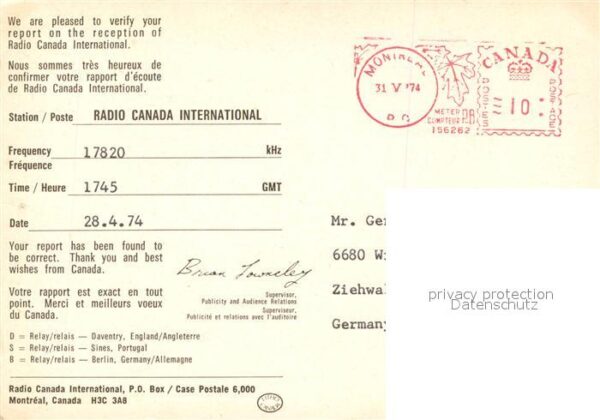 We are pleased to verify your
report on the reception of
Radio Canada International.
Nous sommes très heureux de
confirmer votre rapport d'écoute
de Radio Canada International.
Station / Poste RADIO CANADA INTERNATIONAL
Frequency 17820 kHz
Fréquence
Time / Heure 1745 GMT
Date 28.4.74
Your report has been found to
be correct. Thank you and best
wishes from Canada.
Votre rapport est exact en tout
point. Merci et meilleurs voeux
du Canada.
Brian Townsley
Supervisor,
Publicity and Audience Relations
Superviseur,
Publicité et relations avec l'auditoire
D = Relay/relais — Daventry, England/Angleterre
S = Relay/relais — Sines, Portugal
B = Relay/relais — Berlin, Germany/Allemagne
Radio Canada International, P.O. Box / Case Postale 6,000
Montréal, Canada H3C 3A8
MONTREAL
31 V '74
P.Q.
METER
COMPTEUR P.B.
156262
CANADA
POSTES
10
POSTAGE
Mr. Ger
6680 W
Ziehwal
Germany
privacy protection
Datenschutz